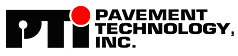 PTi PAVEMENT
TECHNOLOGY,
INC.